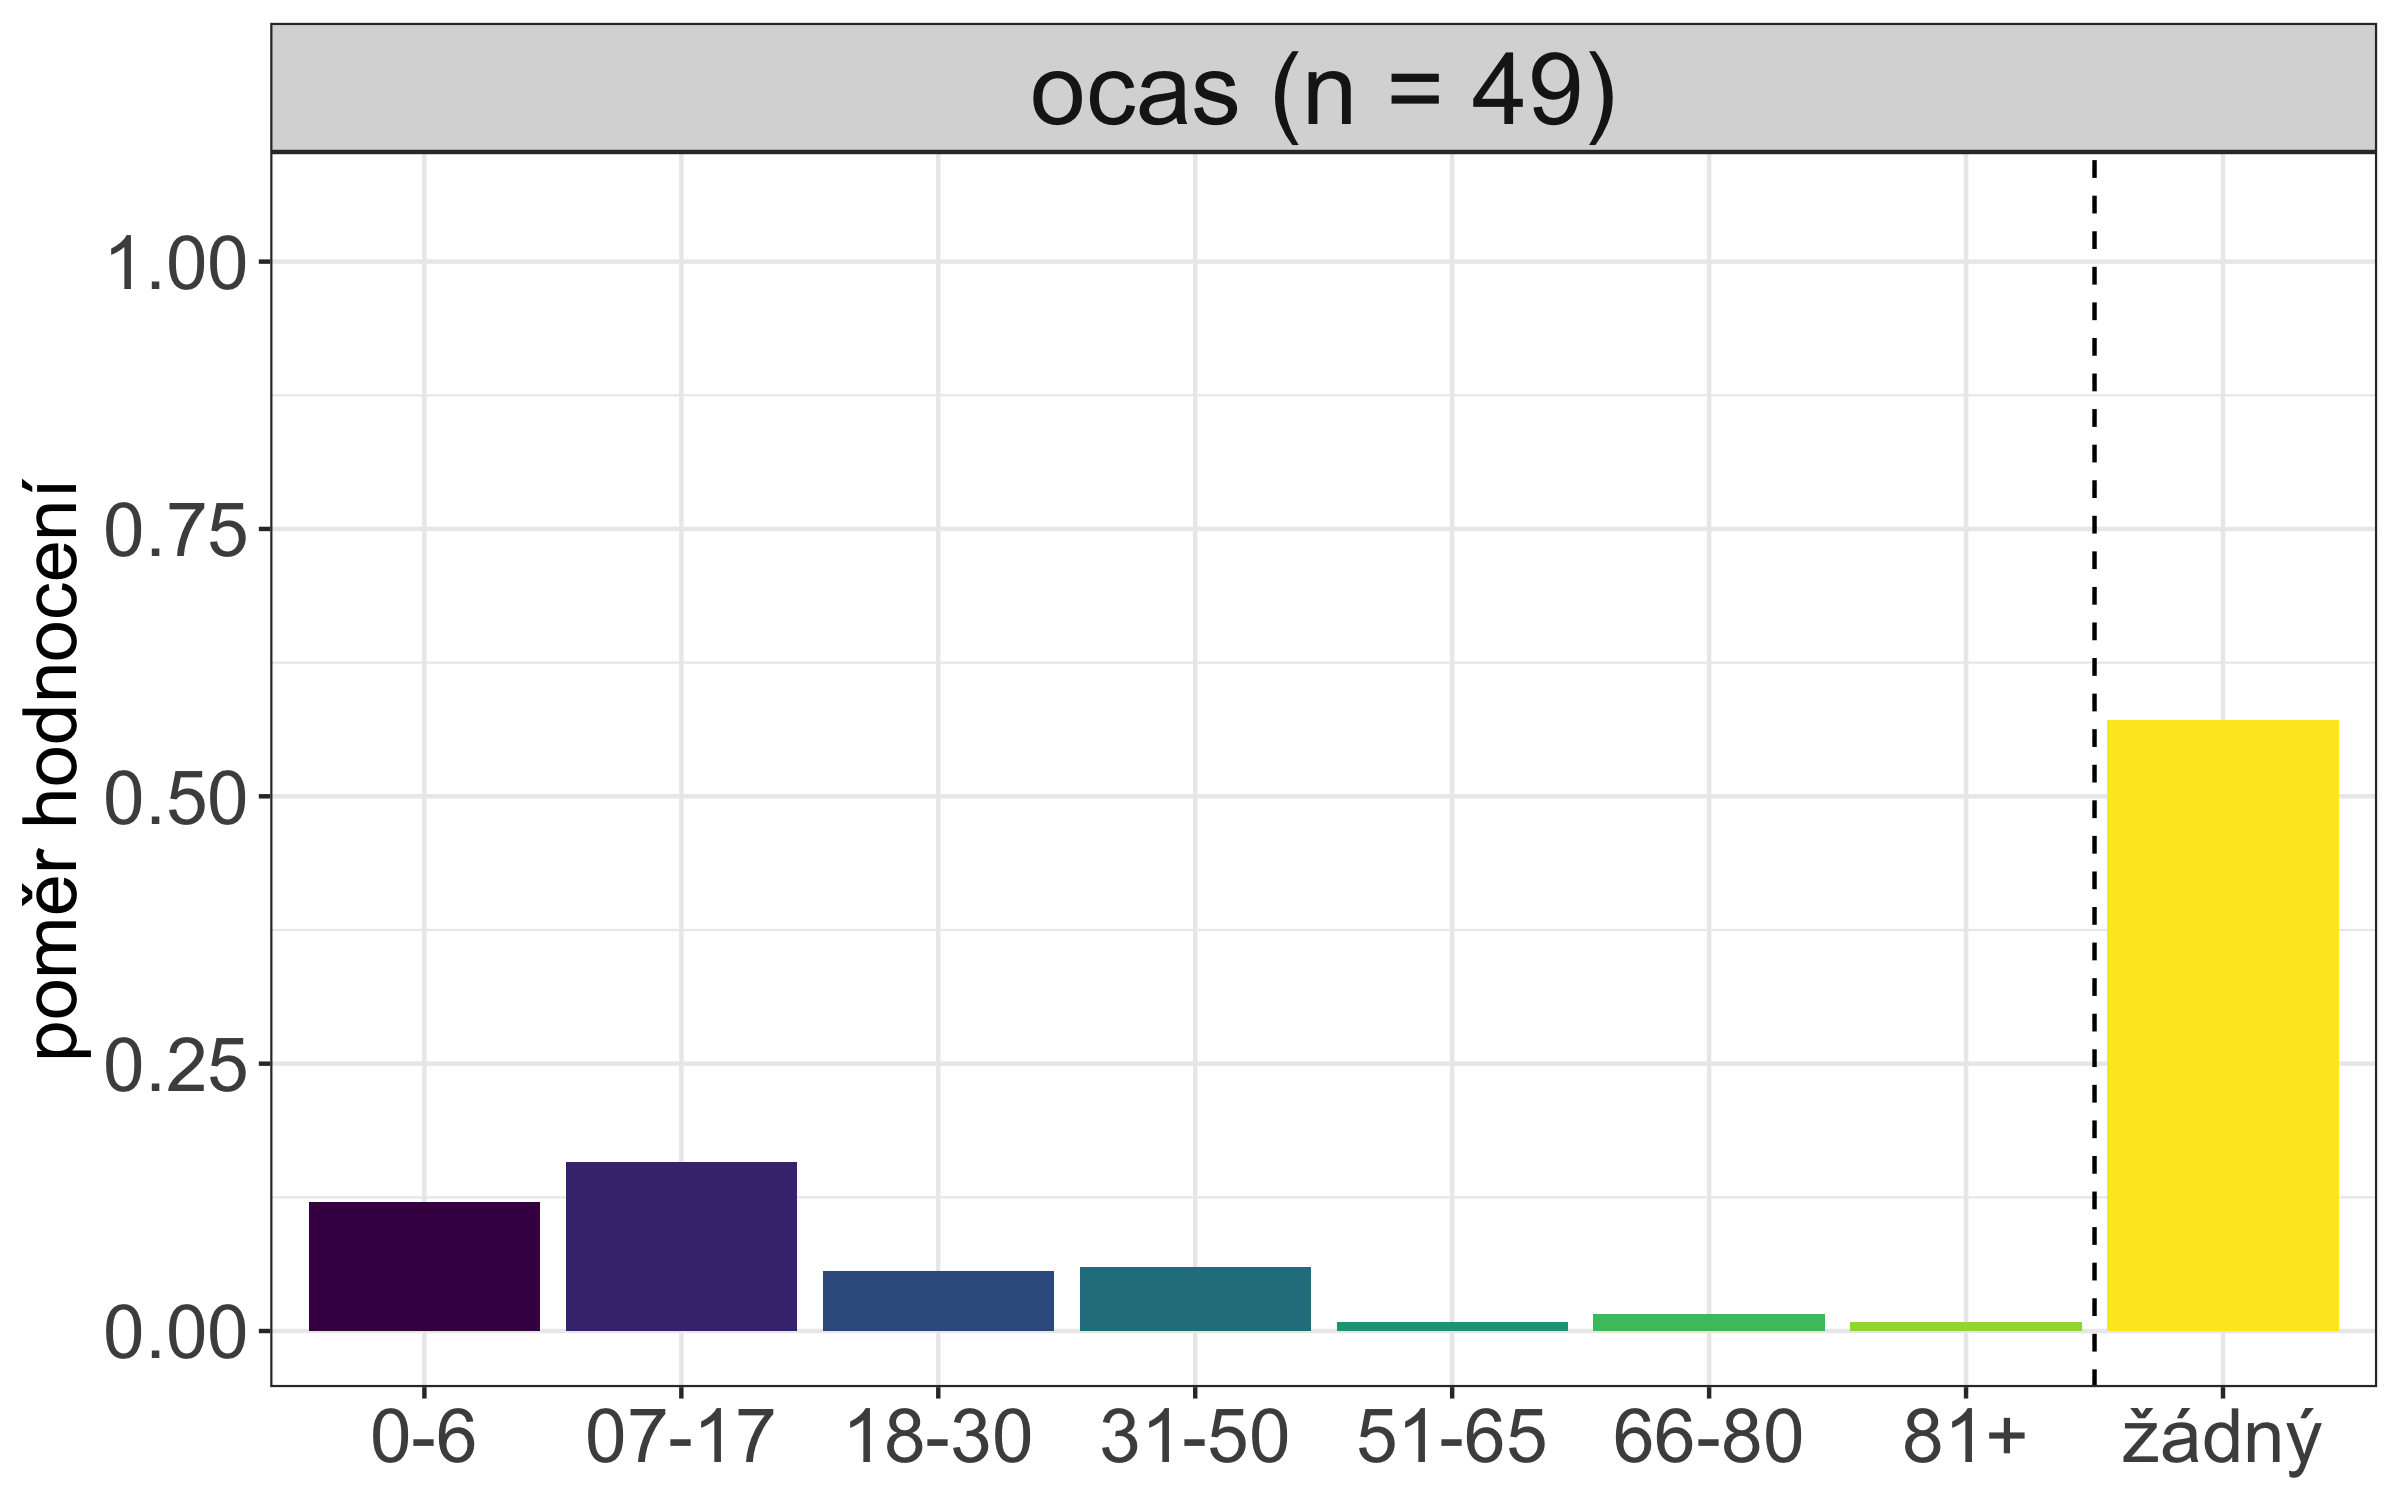 ocas (n = 49)
poměr hodnocení
1.00
0.75
0.50
0.25
0.00
0-6 07-17 18-30 31-50 51-65 66-80 81+ žádný